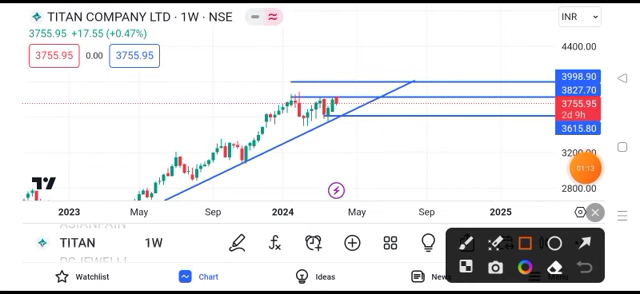 TITAN COMPANY LTD · 1W · NSE
INR
3755.95 +17.55 (+0.47%)
3755.95
0.00
3755.95
4400.00
3998.90
3827.70
3755.95
2d 9h
3615.80
3200.00
2800.00
01:13
2023
May
Sep
2024
May
Sep
2025
ASIANPAIN
TITAN
1W
Watchlist
Chart
Ideas
News